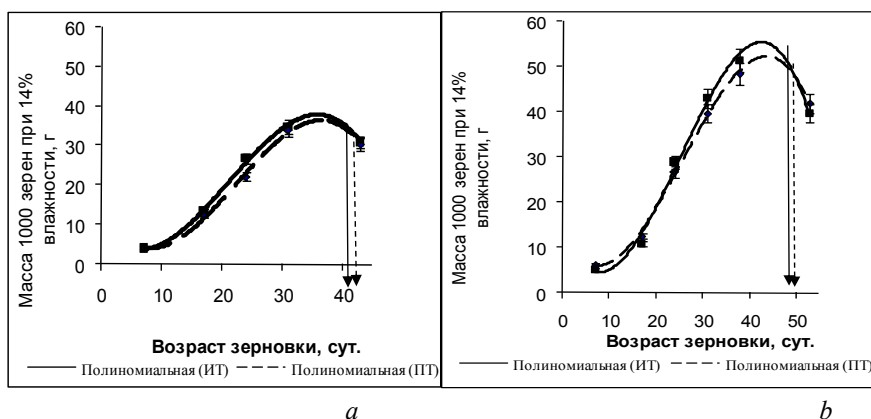 60
50
40
30
20
10
0
Масса 1000 зерен при 14%
влажности, г
0 10 20 30 40
Возраст зерновки, сут.
Полиномиальная (ИТ) Полиномиальная (ПТ)
a
60
50
40
30
20
10
0
Масса 1000 зерен при 14%
влажности, г
0 10 20 30 40 50
Возраст зерновки, сут.
Полиномиальная (ИТ) Полиномиальная (ПТ)
b